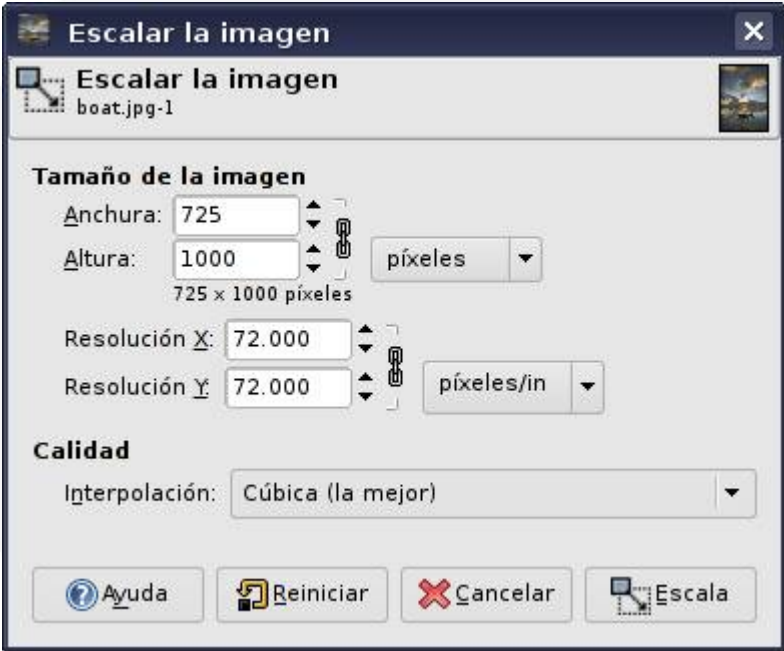 Escalar la imagen
Escalar la imagen
boat.jpg-1
Tamaño de la imagen
Anchura: 725
Altura: 1000 píxeles
725 x 1000 píxeles
Resolución X: 72.000
Resolución Y: 72.000 píxeles/in
Calidad
Interpolación: Cúbica (la mejor)
Ayuda Reiniciar Cancelar Escala